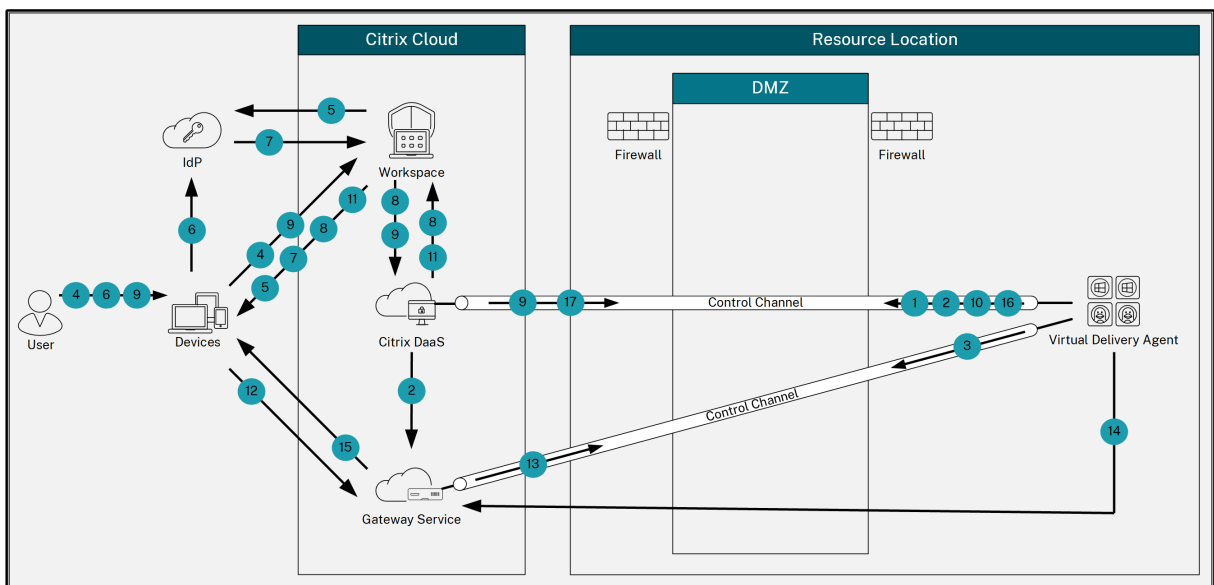 Citrix Cloud
Resource Location
DMZ
5
7
IdP
Workspace
Firewall
Firewall
11
8
8
9
8
9
6
4
7
11
5
4
6
9
User
Devices
Citrix DaaS
9
17
Control Channel
1
2
10
16
Virtual Delivery Agent
3
2
12
Control Channel
14
15
13
Gateway Service